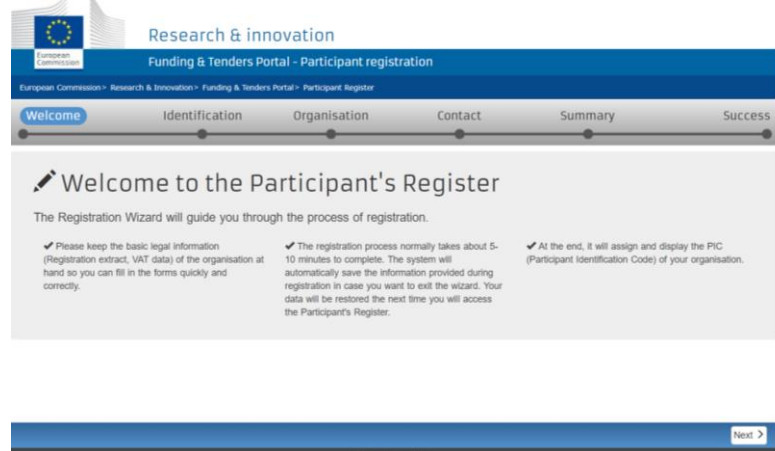 Research & innovation
European
Commission
Funding & Tenders Portal - Participant registration
European Commission> Research & Innovation> Funding & Tenders Portal> Participant Register
Welcome Identification Organisation Contact Summary Success
Welcome to the Participant's Register
The Registration Wizard will guide you through the process of registration.
✔ Please keep the basic legal information
(Registration extract, VAT data) of the organisation at
hand so you can fill in the forms quickly and
correctly.
✔ The registration process normally takes about 5-
10 minutes to complete. The system will
automatically save the information provided during
registration in case you want to exit the wizard. Your
data will be restored the next time you will access
the Participant's Register.
✔ At the end, it will assign and display the PIC
(Participant Identification Code) of your organisation.
Next >